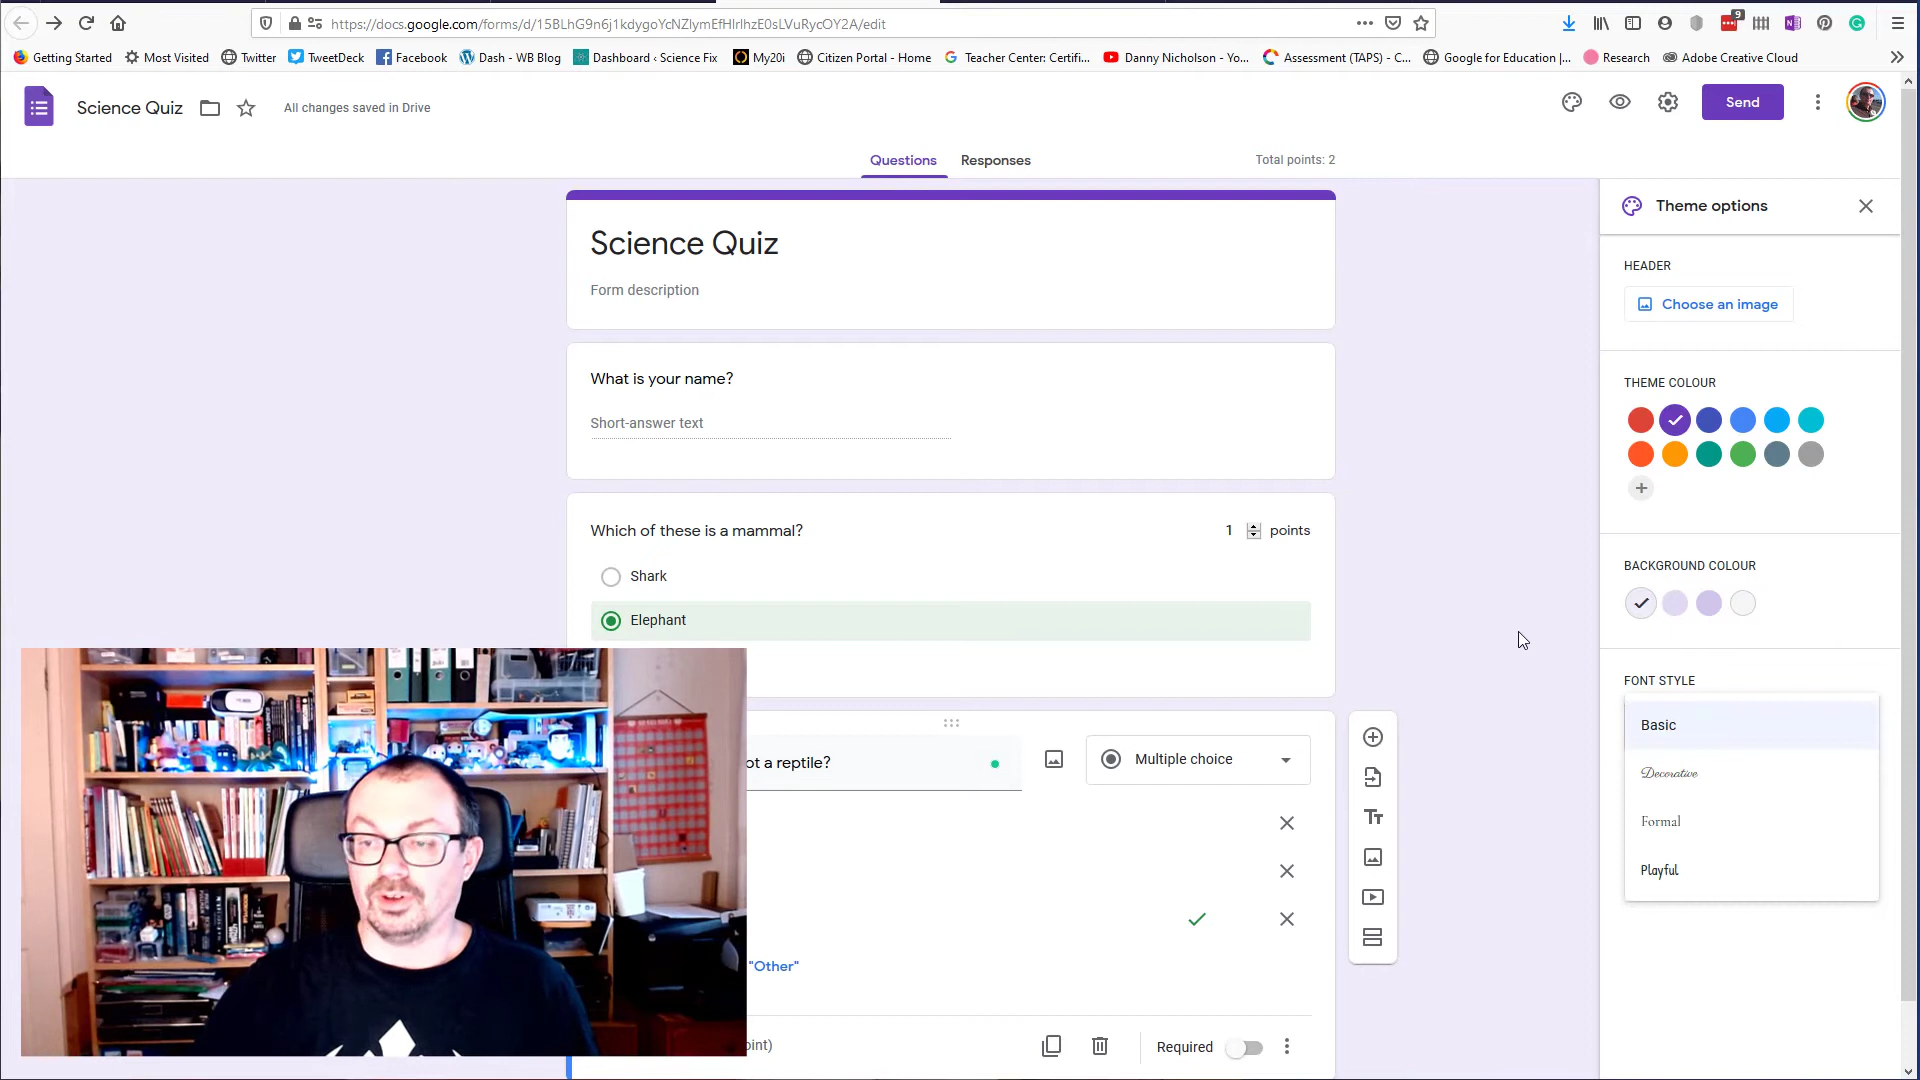 https://docs.google.com/forms/d/15BLhG9n6j1kdygoYcNZlymEfHlrlhzE0sLVuRycOY2A/edit
9
Getting Started
Most Visited
Twitter
TweetDeck
Facebook
Dash - WB Blog
Dashboard ‹ Science Fix
My20i
Citizen Portal - Home
Teacher Center: Certifi...
Danny Nicholson - Yo...
Assessment (TAPS) - C...
Google for Education |...
Research
Adobe Creative Cloud
Science Quiz
All changes saved in Drive
Send
Questions
Responses
Total points: 2
Theme options
Science Quiz
Form description
HEADER
Choose an image
What is your name?
Short-answer text
THEME COLOUR
Which of these is a mammal?
1 points
Shark
Elephant
BACKGROUND COLOUR
FONT STYLE
Basic
Decorative
Formal
Playful
ot a reptile?
Multiple choice
"Other"
oint)
Required